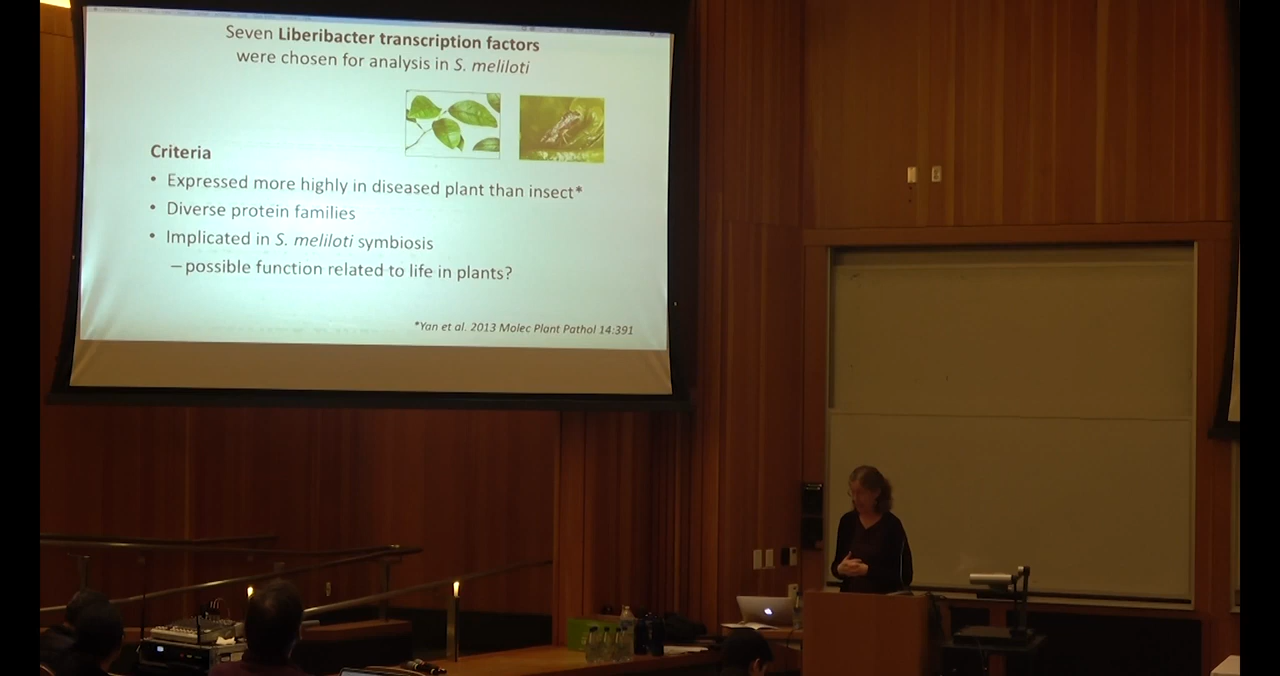 Seven Liberibacter transcription factors
were chosen for analysis in S. meliloti
Criteria
• Expressed more highly in diseased plant than insect*
• Diverse protein families
• Implicated in S. meliloti symbiosis
– possible function related to life in plants?
*Yan et al. 2013 Molec Plant Pathol 14:391